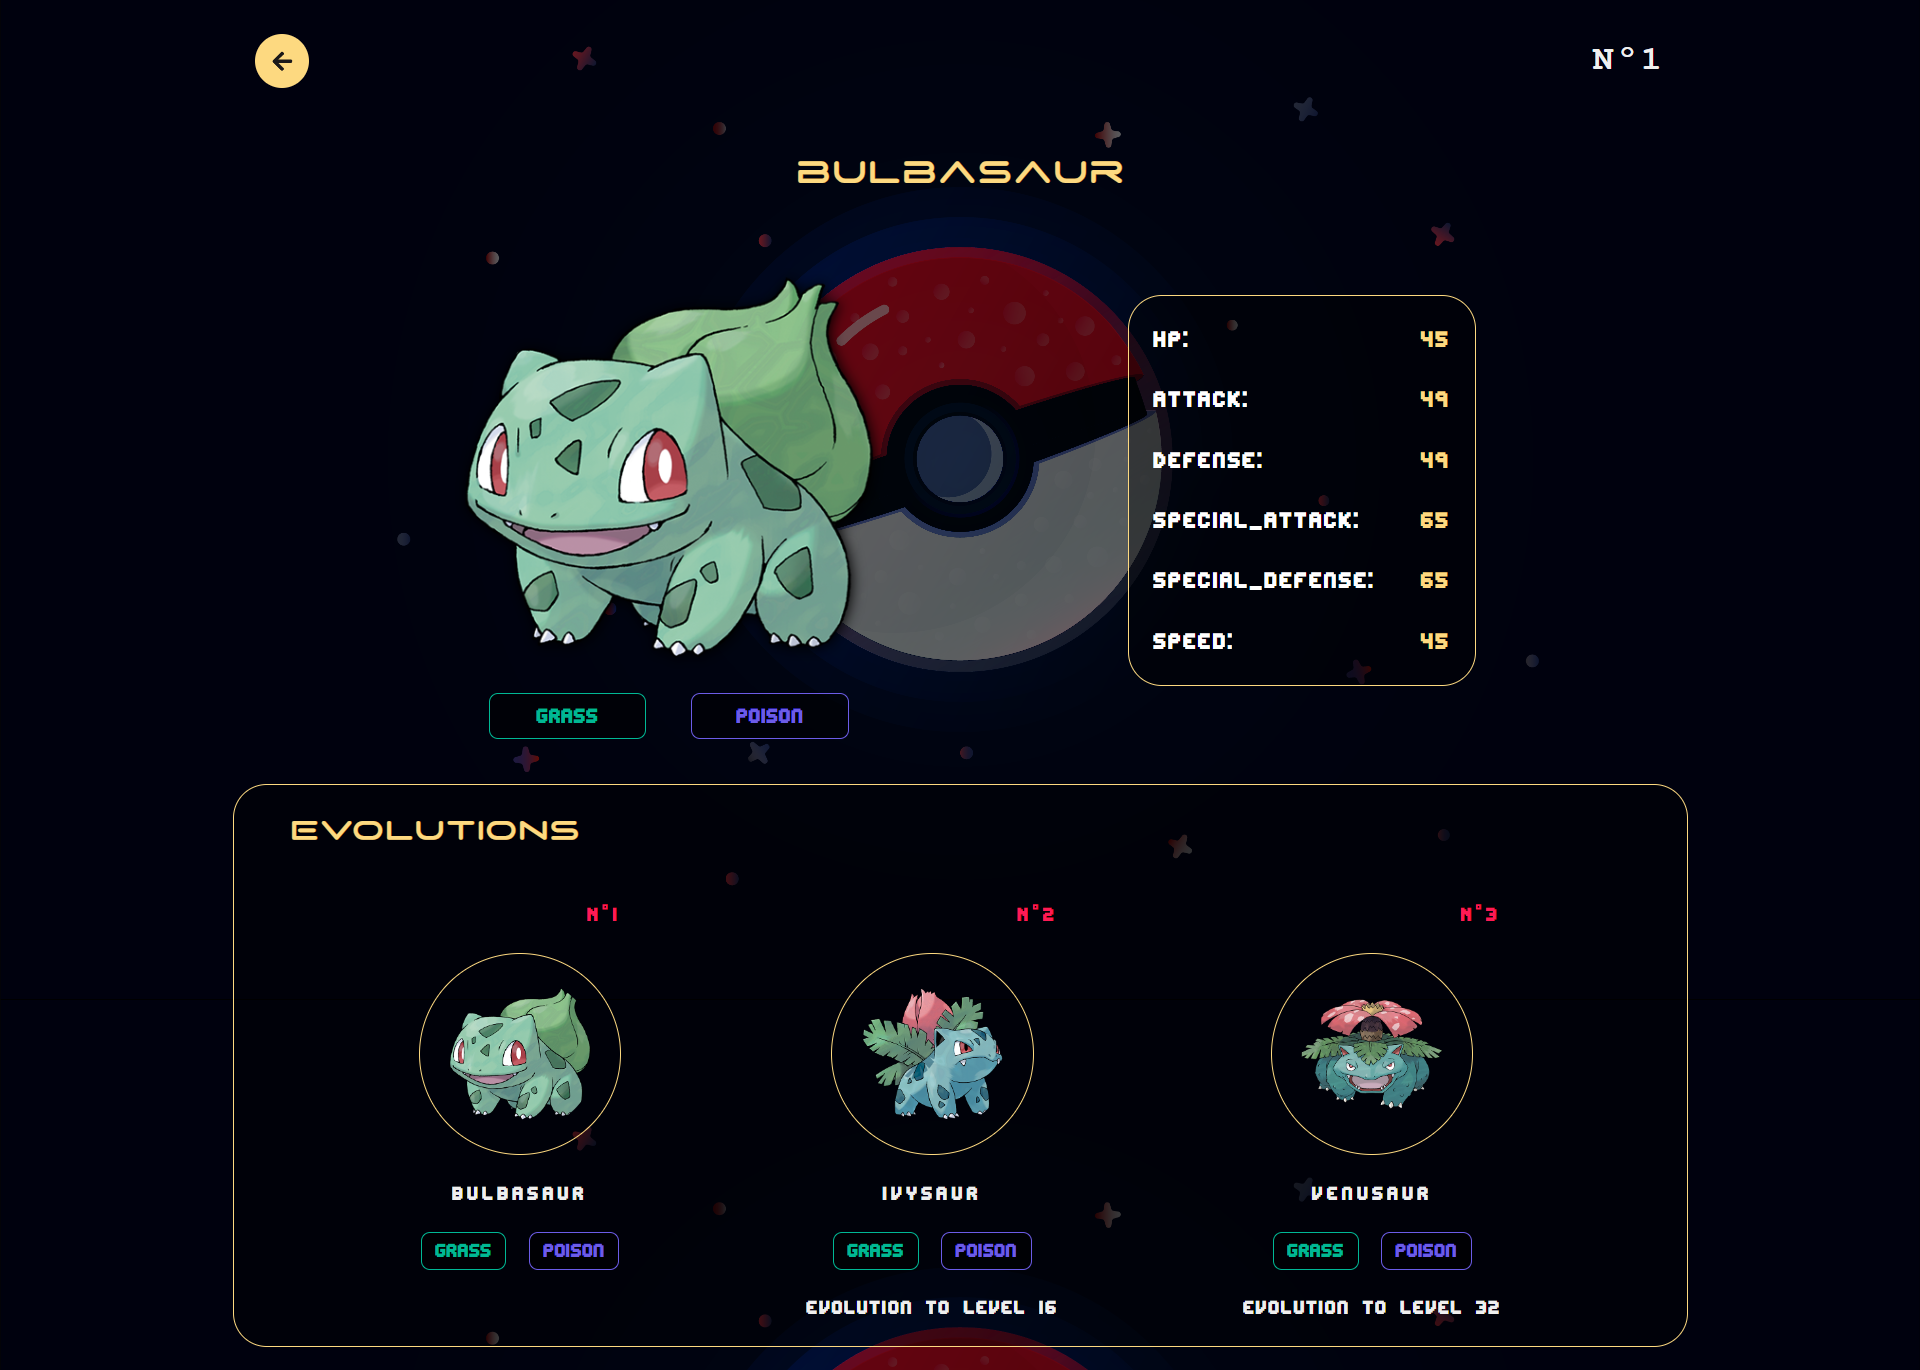 N°1
BULBASAUR
HP: 45
ATTACK: 49
DEFENSE: 49
SPECIAL_ATTACK: 65
SPECIAL_DEFENSE: 65
SPEED: 45
GRASS POISON
EVOLUTIONS
N°1 N°2 N°3
BULBASAUR IVYSAUR VENUSAUR
GRASS POISON GRASS POISON GRASS POISON
EVOLUTION TO LEVEL 16 EVOLUTION TO LEVEL 32